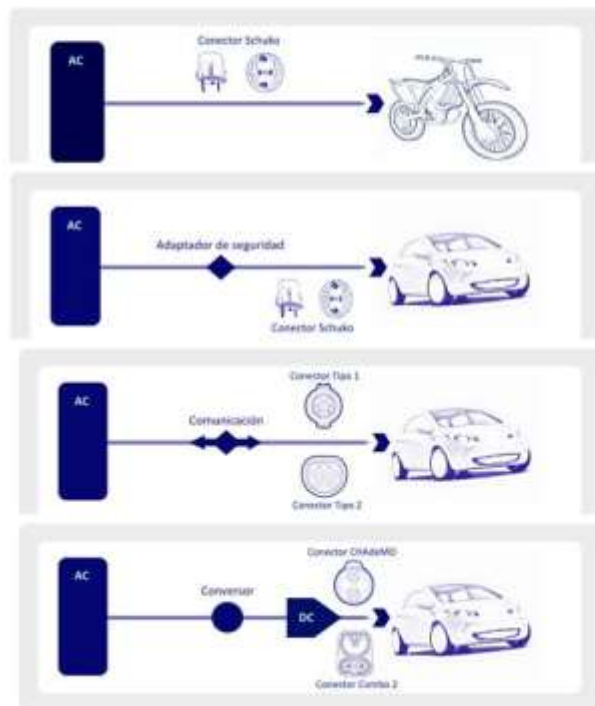 AC
Conector Schuko
AC
Adaptador de seguridad
Conector Schuko
AC
Conector Tipo 1
Comunicación
Conector Tipo 2
AC
Conector CHAdeMO
Conversor
DC
Conector Combo 2